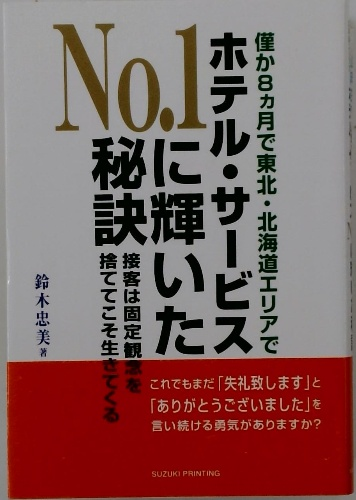 僅か8ヵ月で東北・北海道エリアで
ホテル・サービス
No.1
に輝いた
秘訣
接客は固定観念を
捨ててこそ生きてくる
鈴木忠美 著
これでもまだ「失礼致します」と
「ありがとうございました」を
言い続ける勇気がありますか?
SUZUKI PRINTING